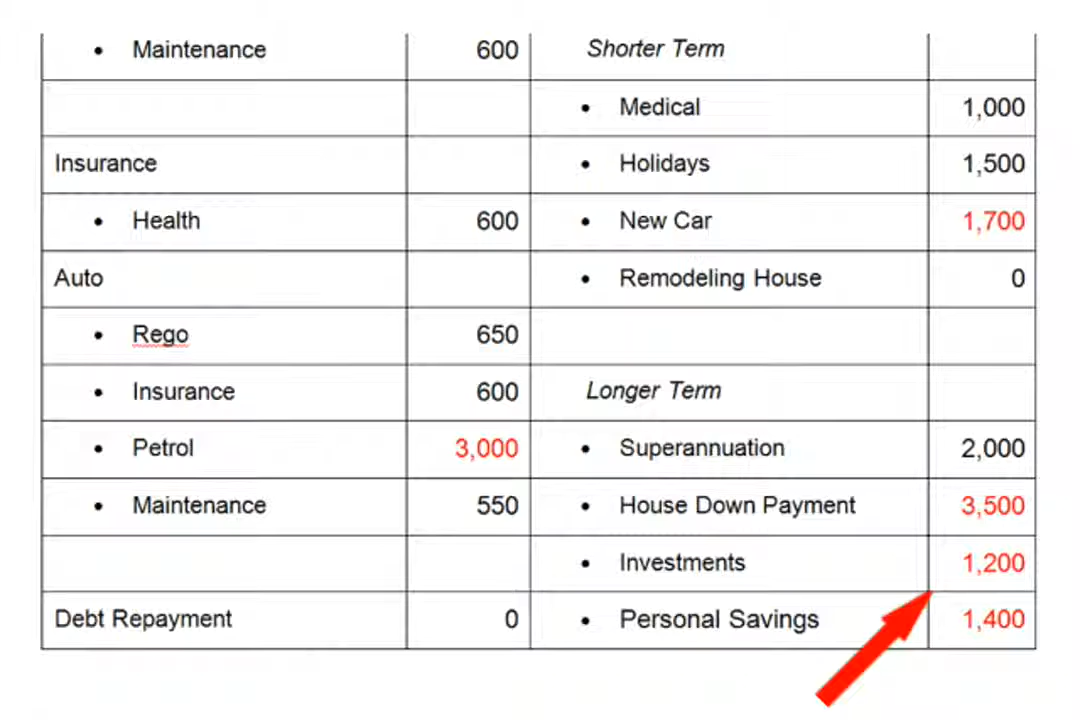 • Maintenance 600 Shorter Term
• Medical 1,000
Insurance • Holidays 1,500
• Health 600 • New Car 1,700
Auto • Remodeling House 0
• Rego 650
• Insurance 600 Longer Term
• Petrol 3,000 • Superannuation 2,000
• Maintenance 550 • House Down Payment 3,500
• Investments 1,200
Debt Repayment 0 • Personal Savings 1,400